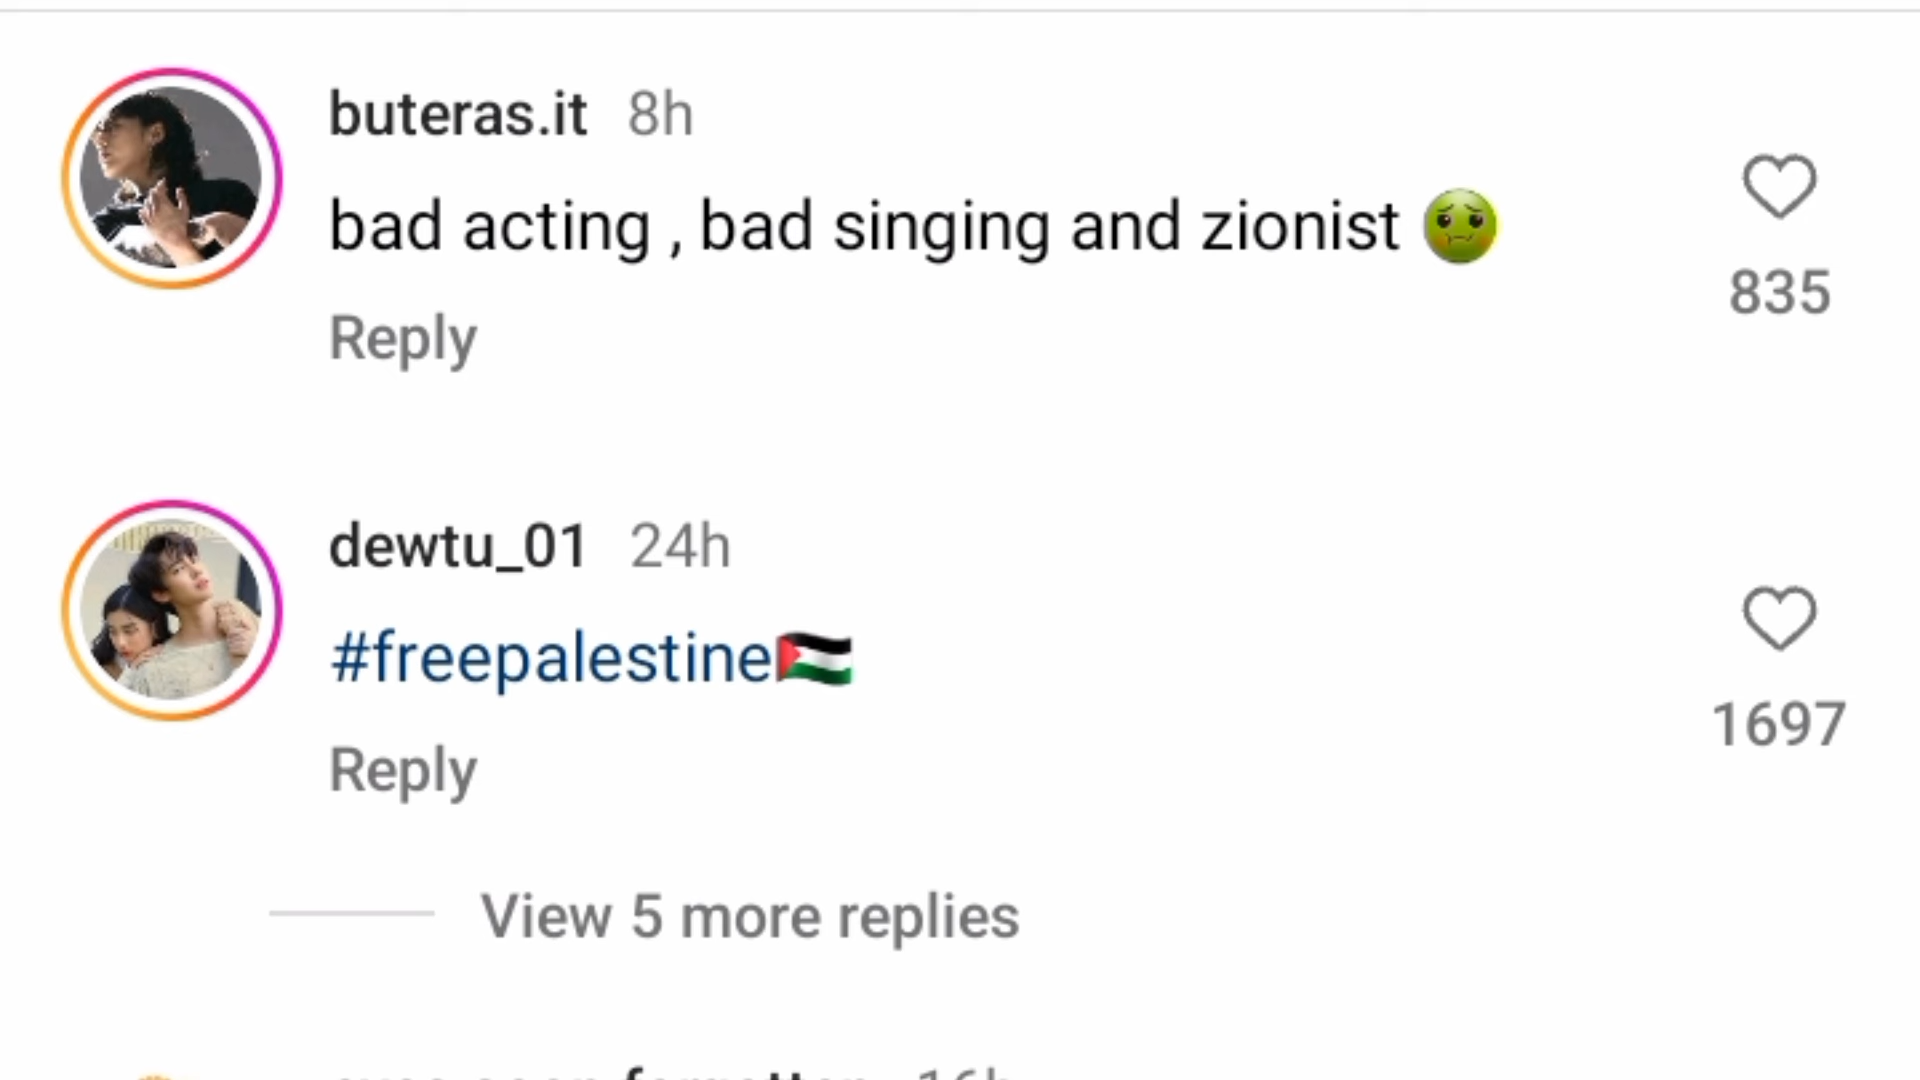 buteras.it 8h
bad acting , bad singing and zionist 🤢
835
Reply
dewtu_01 24h
#freepalestine🇵🇸
1697
Reply
View 5 more replies